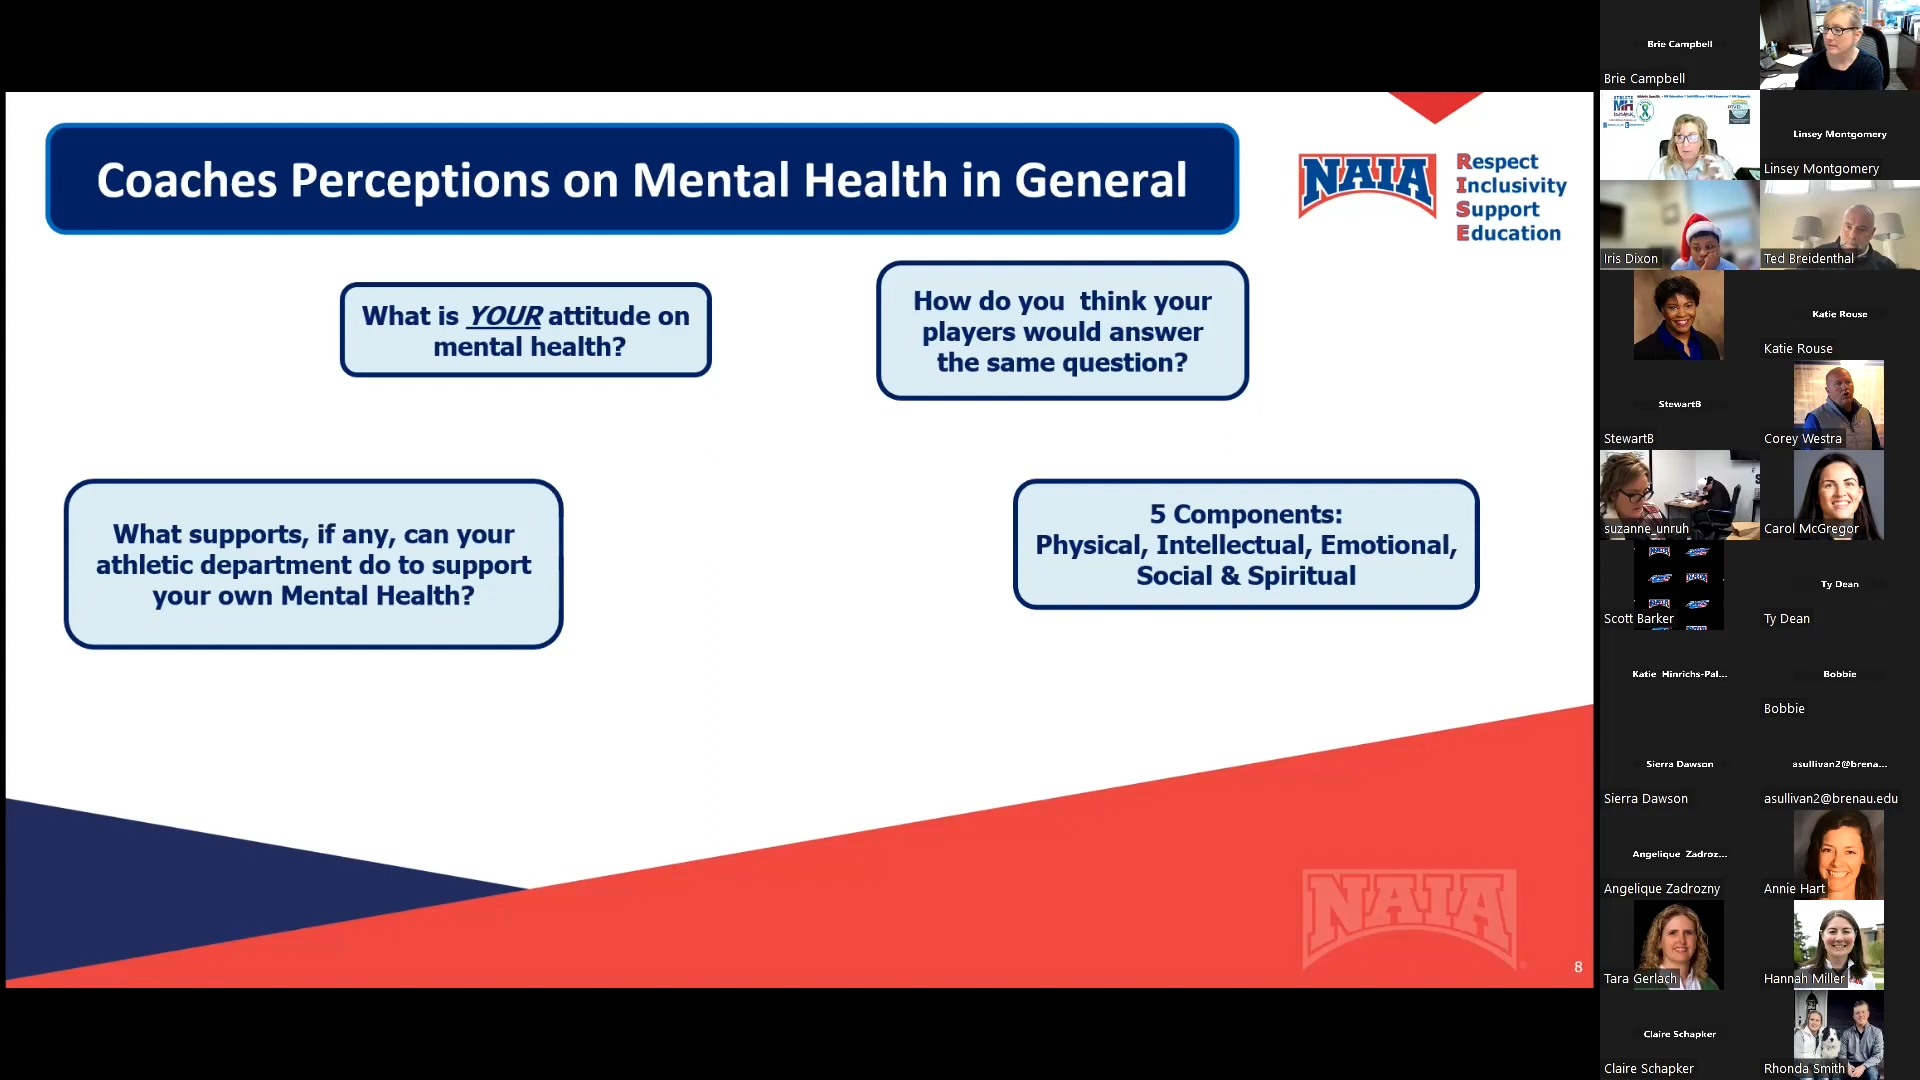 Coaches Perceptions on Mental Health in General
NAIA
Respect
Inclusivity
Support
Education
What is YOUR attitude on
mental health?
How do you think your
players would answer
the same question?
What supports, if any, can your
athletic department do to support
your own Mental Health?
5 Components:
Physical, Intellectual, Emotional,
Social & Spiritual
NAIA
8
Brie Campbell
Brie Campbell
MH
Linsey Montgomery
Linsey Montgomery
Iris Dixon
Ted Breidenthal
Katie Rouse
Katie Rouse
StewartB
StewartB
Corey Westra
suzanne_unruh
Carol McGregor
NAIA
NAIA
NAIA
Scott Barker
Ty Dean
Ty Dean
Katie Hinrichs-Pal...
Bobbie
Bobbie
Sierra Dawson
Sierra Dawson
asullivan2@brena...
asullivan2@brenau.edu
Angelique Zadroz...
Angelique Zadrozny
Annie Hart
Tara Gerlach
Hannah Miller
Claire Schapker
Claire Schapker
Rhonda Smith